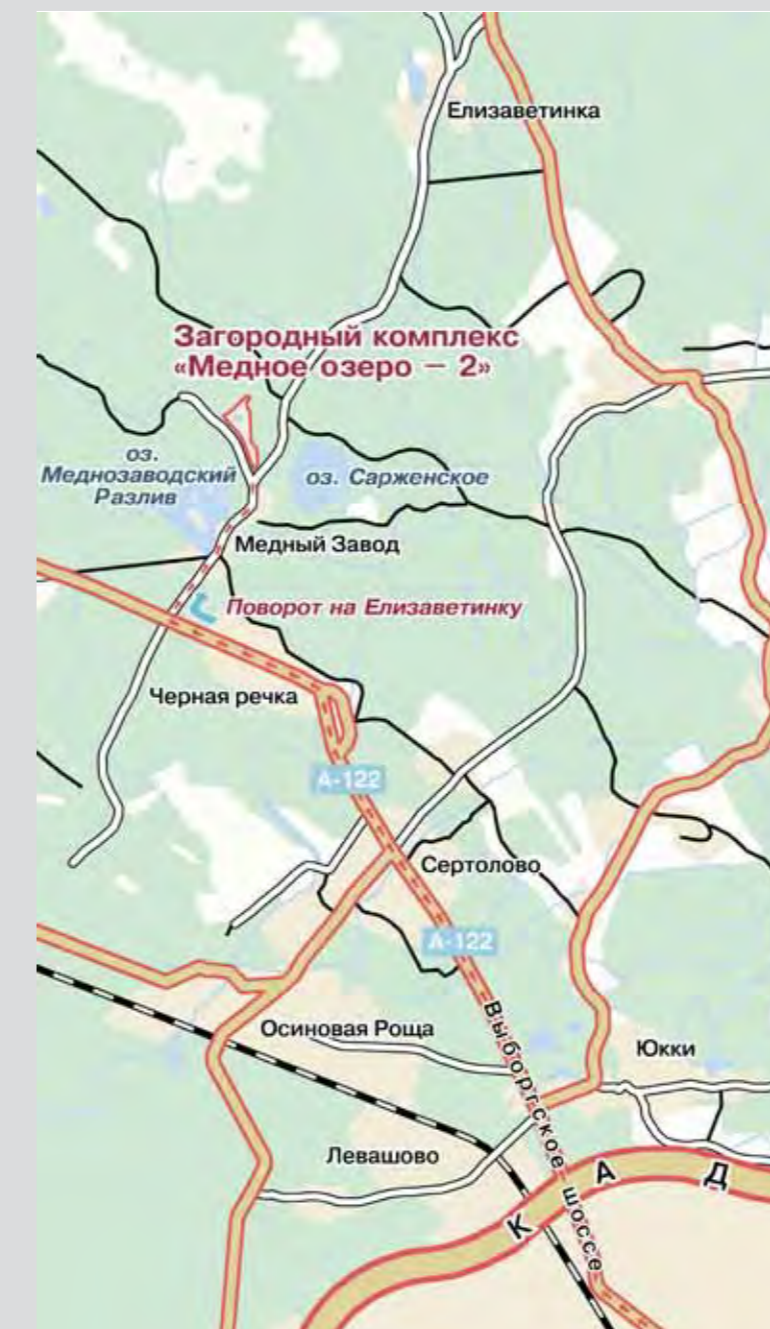 Елизаветинка
Загородный комплекс
«Медное озеро – 2»
оз.
Меднозаводский
Разлив
оз. Сарженское
Медный Завод
Поворот на Елизаветинку
Черная речка
А-122
Сертолово
А-122
Выборгское шоссе
Осиновая Роща
Юкки
Левашово
КАД